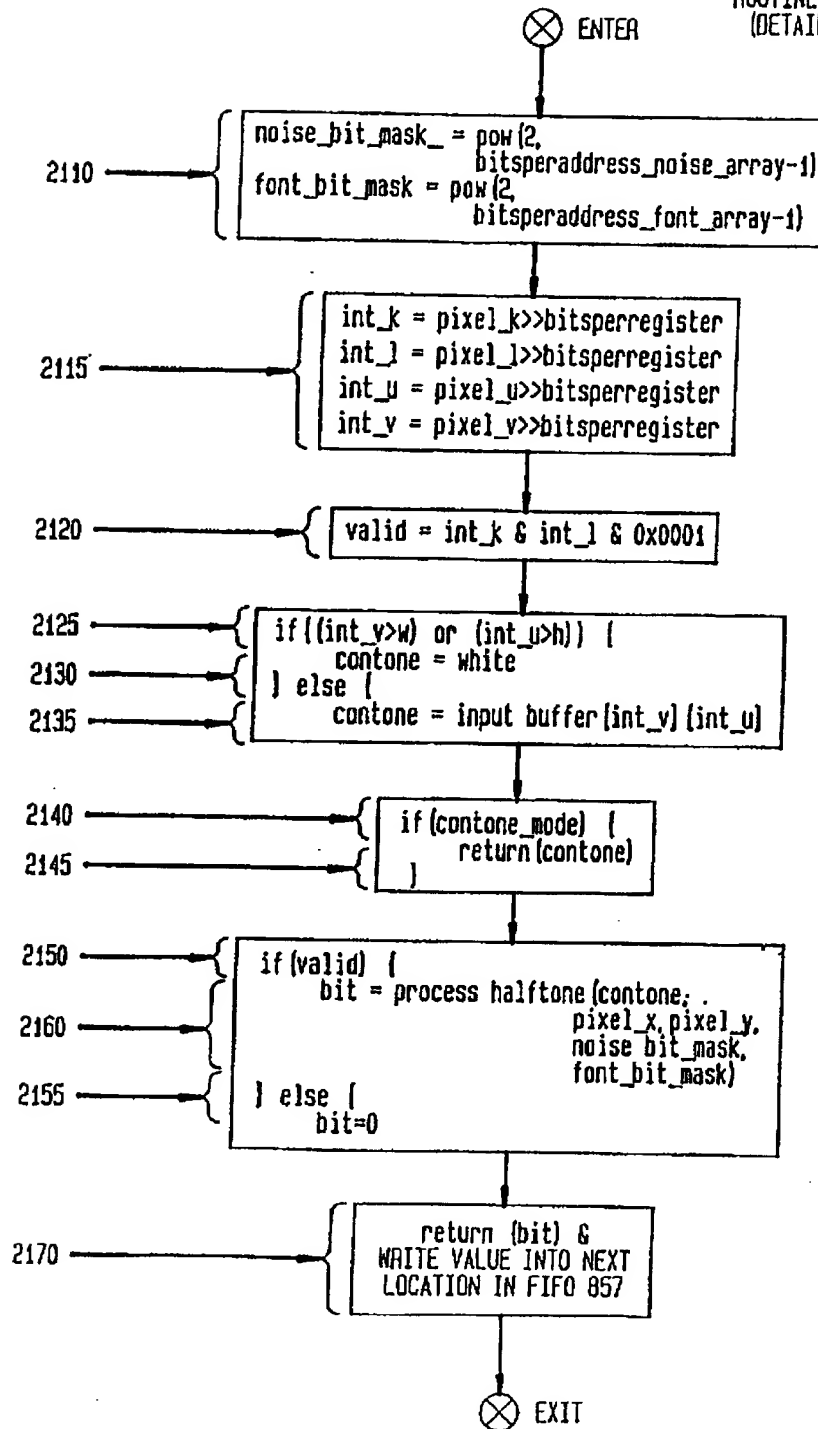 ENTER
(DETAI
2110
noise_bit_mask_ = pow(2,
bitsperaddress_noise_array-1)
font_bit_mask = pow(2,
bitsperaddress_font_array-1)
2115
int_k = pixel_k>>bitsperregister
int_l = pixel_l>>bitsperregister
int_u = pixel_u>>bitsperregister
int_v = pixel_v>>bitsperregister
2120
valid = int_k & int_l & 0x0001
2125
if((int_v>w) or (int_u>h)) {
2130
contone = white
} else {
2135
contone = input buffer(int_v)(int_u)
2140
if(contone_mode) {
2145
return(contone)
}
2150
if(valid) {
2160
bit = process halftone(contone,
pixel_x,pixel_y,
noise bit_mask,
font_bit_mask)
2155
} else {
bit=0
2170
return (bit) &
WRITE VALUE INTO NEXT
LOCATION IN FIFO 857
EXIT